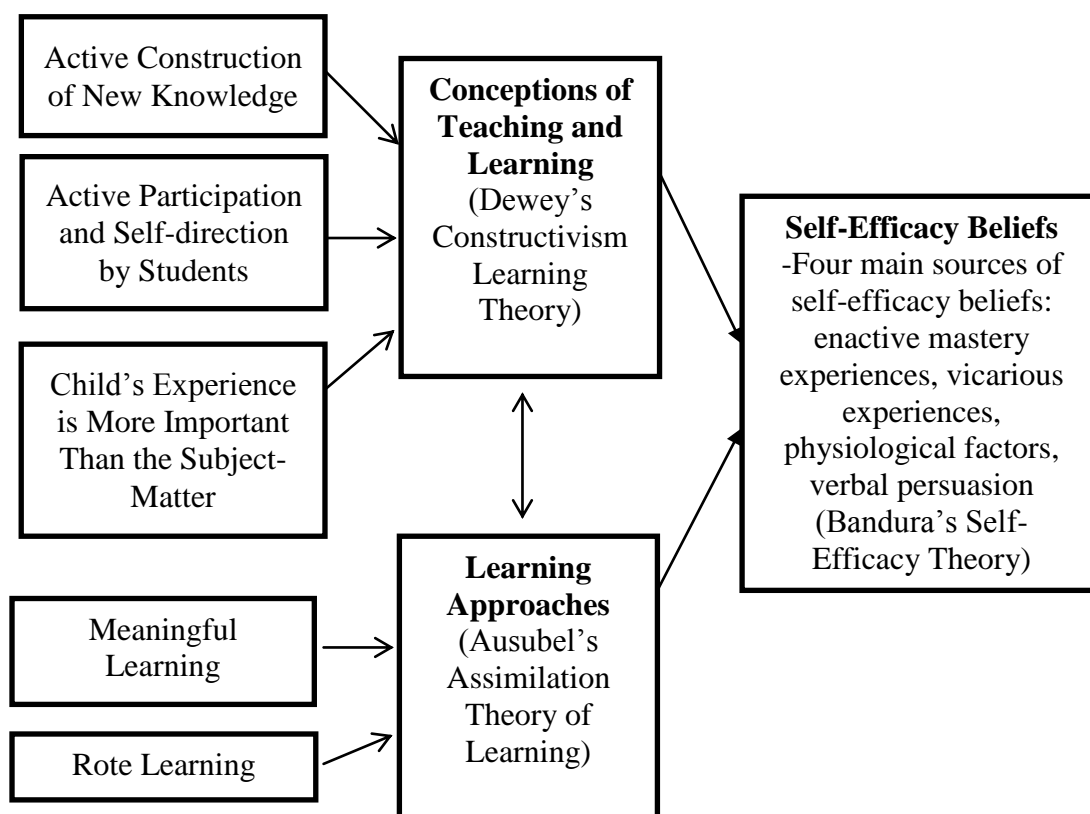 Active Construction
of New Knowledge
Active Participation
and Self-direction
by Students
Child’s Experience
is More Important
Than the Subject-
Matter
Meaningful
Learning
Rote Learning
Conceptions of
Teaching and
Learning
(Dewey’s
Constructivism
Learning
Theory)
Learning
Approaches
(Ausubel’s
Assimilation
Theory of
Learning)
Self-Efficacy Beliefs
-Four main sources of
self-efficacy beliefs:
enactive mastery
experiences, vicarious
experiences,
physiological factors,
verbal persuasion
(Bandura’s Self-
Efficacy Theory)